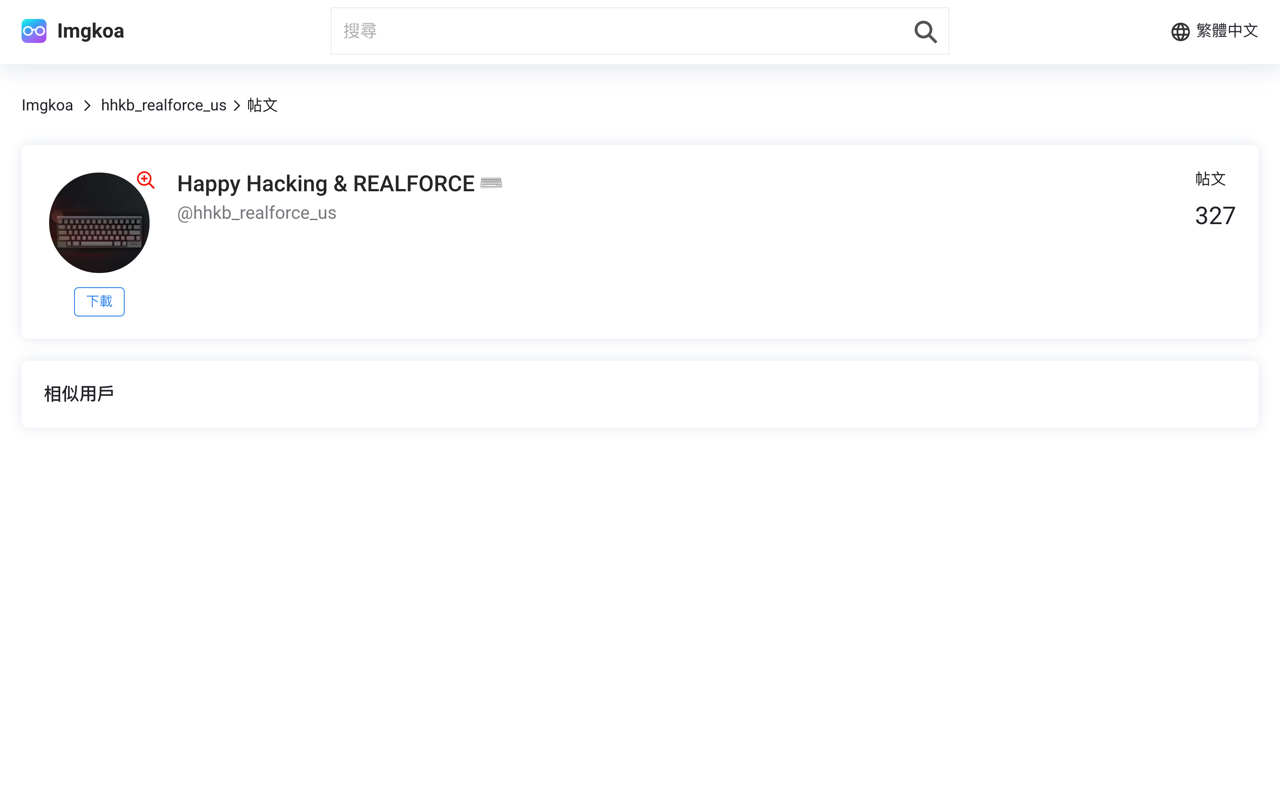 Imgkoa
搜尋
繁體中文
Imgkoa > hhkb_realforce_us > 帖文
Happy Hacking & REALFORCE
@hhkb_realforce_us
帖文
327
下載
相似用戶